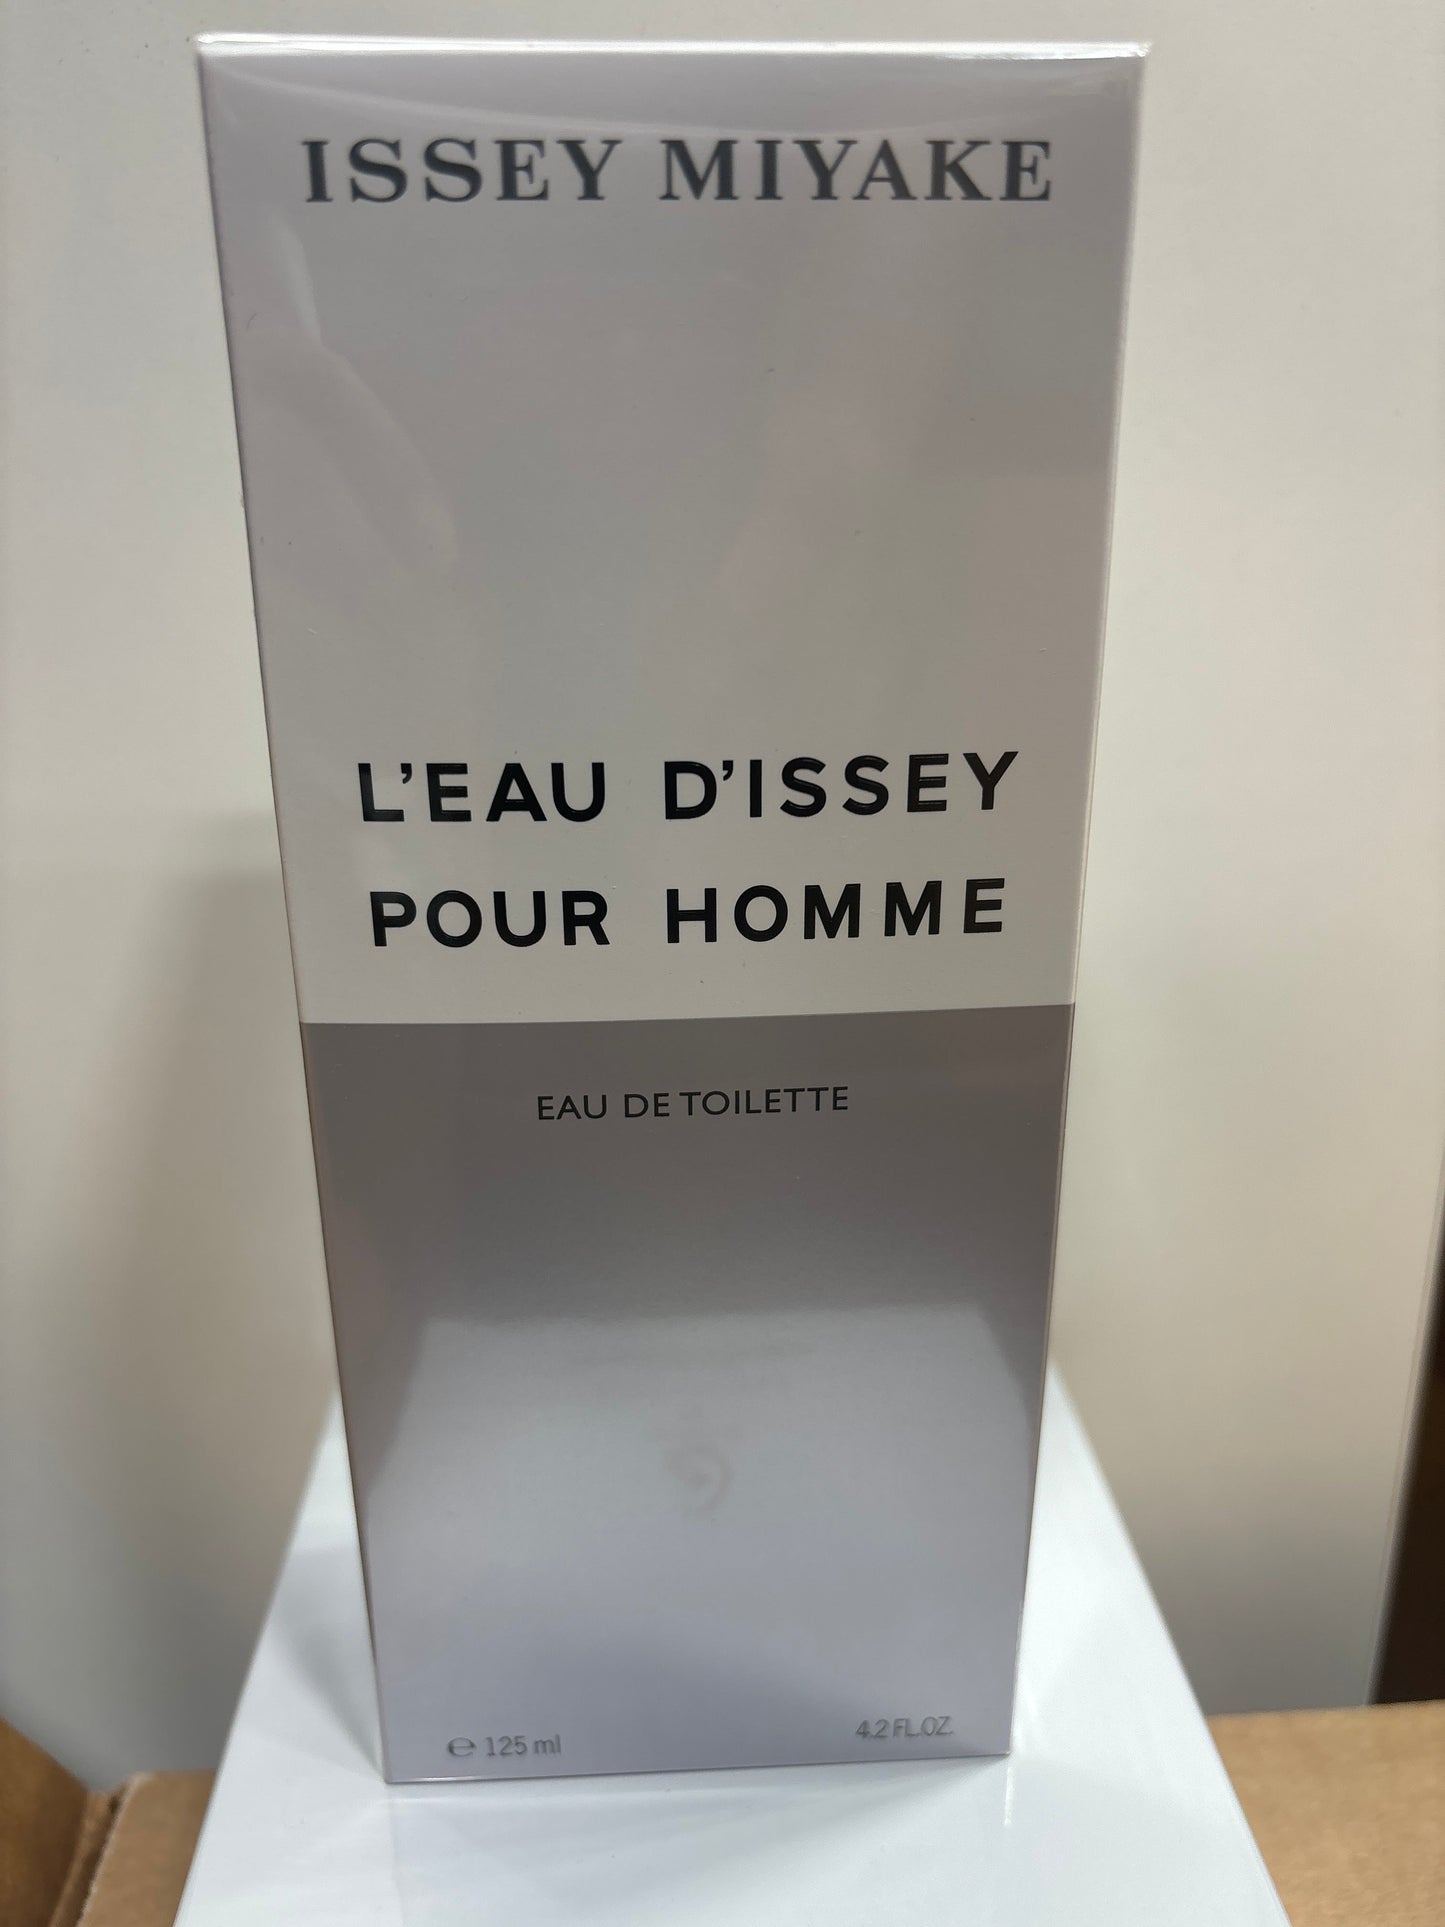 ISSEY MIYAKE
L'EAU D'ISSEY
POUR HOMME
EAU DE TOILETTE
℮ 125 ml 4.2 FL.OZ.